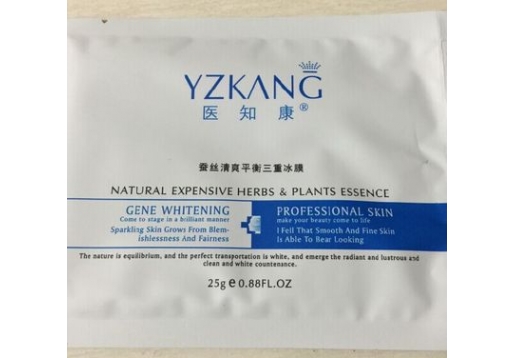 YZKANG
医知康®
蚕丝清爽平衡三重冰膜
NATURAL EXPENSIVE HERBS & PLANTS ESSENCE
GENE WHITENING
Come to stage in a brilliant manner
Sparkling Skin Grows From Blem-
ishlessness And Fairness
PROFESSIONAL SKIN
make your beautr come to life
I Feil That Smooth And Fine Skin
Is Able To Bear Looking
The nature is equilibrium, and the perfect transportation is white, and emerge the radiant and lustrous and
clean and white countenance.
25g e 0.88FL.OZ